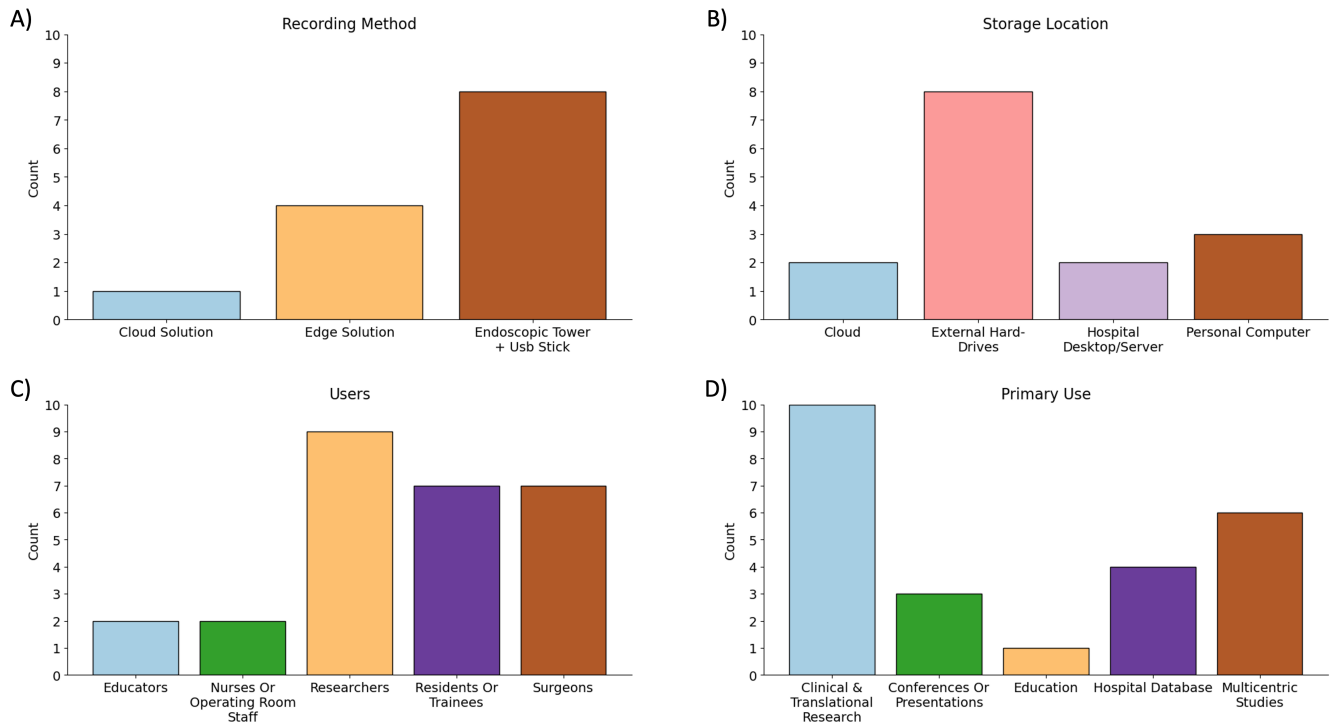 A)
Recording Method
10
9
8
7
6
5
4
3
2
1
0
Count
Cloud Solution
Edge Solution
Endoscopic Tower
+ Usb Stick
B)
Storage Location
10
9
8
7
6
5
4
3
2
1
0
Count
Cloud
External Hard-
Drives
Hospital
Desktop/Server
Personal Computer
C)
Users
10
9
8
7
6
5
4
3
2
1
0
Count
Educators
Nurses Or
Operating Room
Staff
Researchers
Residents Or
Trainees
Surgeons
D)
Primary Use
10
9
8
7
6
5
4
3
2
1
0
Count
Clinical &
Translational
Research
Conferences Or
Presentations
Education
Hospital Database
Multicentric
Studies